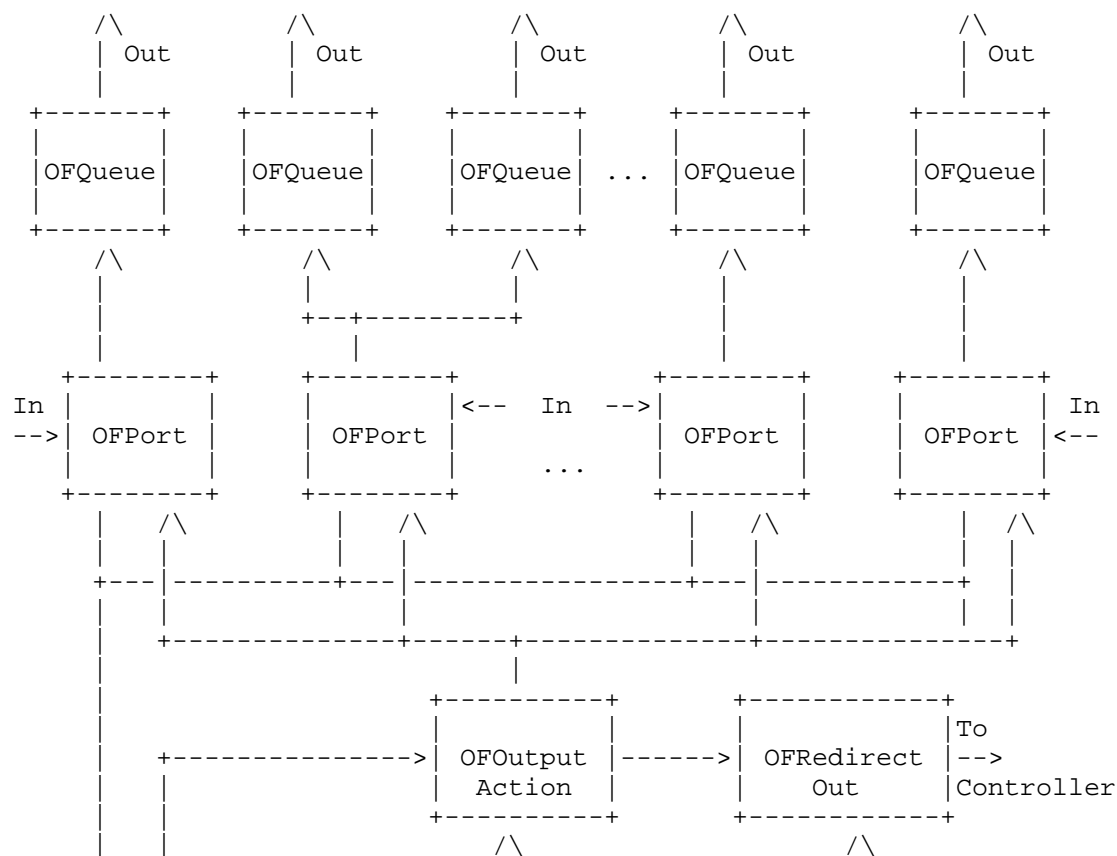 Out Out Out Out Out
OFQueue OFQueue OFQueue ... OFQueue OFQueue
In <-- In --> In
--> OFPort OFPort OFPort OFPort <--
...
To
OFOutput OFRedirect -->
Action Out Controller